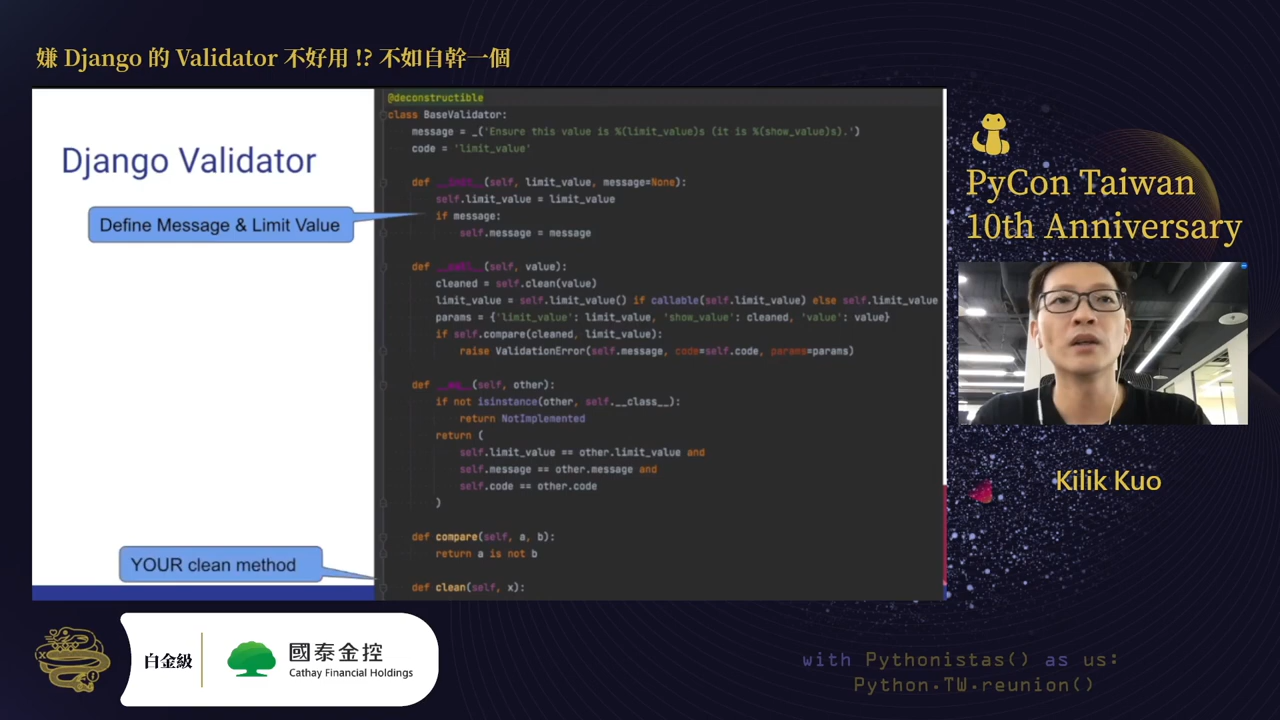 嫌 Django 的 Validator 不好用 !? 不如自幹一個
Django Validator
Define Message & Limit Value
YOUR clean method
@deconstructible
class BaseValidator:
    message = _('Ensure this value is %(limit_value)s (it is %(show_value)s).')
    code = 'limit_value'
    def __init__(self, limit_value, message=None):
        self.limit_value = limit_value
        if message:
            self.message = message
    def __call__(self, value):
        cleaned = self.clean(value)
        limit_value = self.limit_value() if callable(self.limit_value) else self.limit_value
        params = {'limit_value': limit_value, 'show_value': cleaned, 'value': value}
        if self.compare(cleaned, limit_value):
            raise ValidationError(self.message, code=self.code, params=params)
    def __eq__(self, other):
        if not isinstance(other, self.__class__):
            return NotImplemented
        return (
            self.limit_value == other.limit_value and
            self.message == other.message and
            self.code == other.code
        )
    def compare(self, a, b):
        return a is not b
    def clean(self, x):
PyCon Taiwan
10th Anniversary
Kilik Kuo
白金級
國泰金控
Cathay Financial Holdings
with Pythonistas() as us:
Python.TW.reunion()